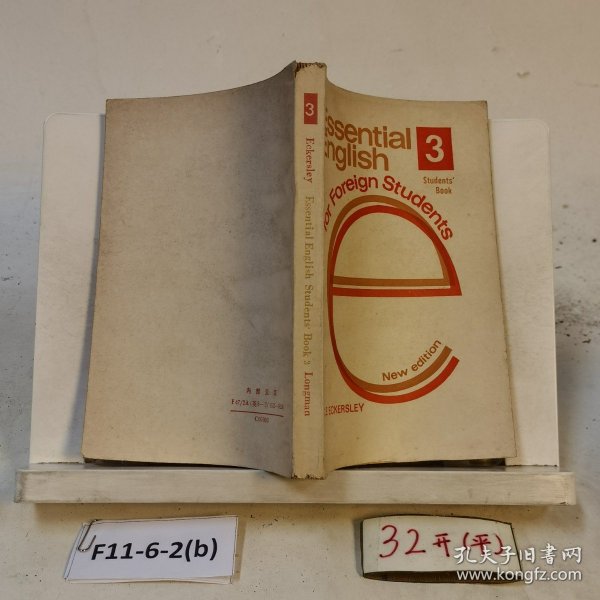 3
Eckersley Essential English Students' Book 3 Longman
Essential
English
3
Students'
Book
for Foreign Students
New edition
ECKERSLEY
F11-6-2(b)
32开(平)
孔夫子旧书网
www.kongfz.com